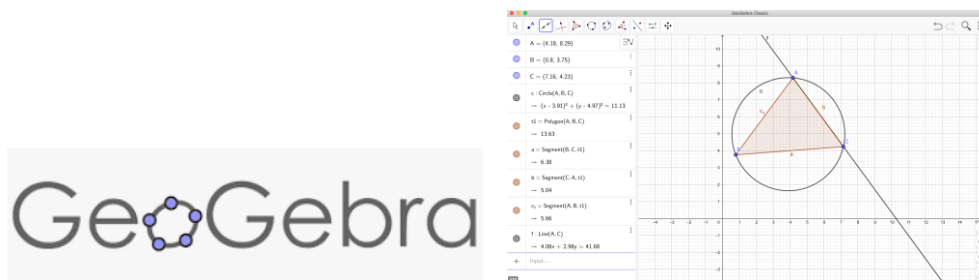 GeoGebra
GeoGebra Classic
A = (4.18, 8.29)
B = (0.8, 3.75)
C = (7.16, 4.23)
c : Circle(A, B, C)
→ (x - 3.91)² + (y - 4.97)² = 11.13
t1 = Polygon(A, B, C)
→ 13.63
a = Segment(B, C, t1)
→ 6.38
b = Segment(C, A, t1)
→ 5.04
c₁ = Segment(A, B, t1)
→ 5.66
f : Line(A, C)
→ 4.06x + 2.98y = 41.66
+ Input...